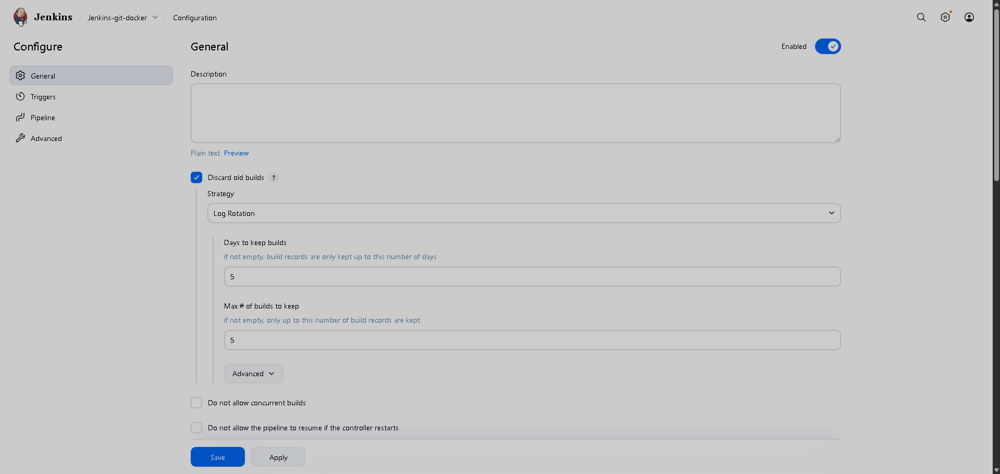 Jenkins / Jenkins-git-docker / Configuration
Configure
General
Triggers
Pipeline
Advanced
General
Enabled
Description
Plain text Preview
Discard old builds ?
Strategy
Log Rotation
Days to keep builds
if not empty, build records are only kept up to this number of days
5
Max # of builds to keep
if not empty, only up to this number of build records are kept
5
Advanced
Do not allow concurrent builds
Do not allow the pipeline to resume if the controller restarts
Save Apply